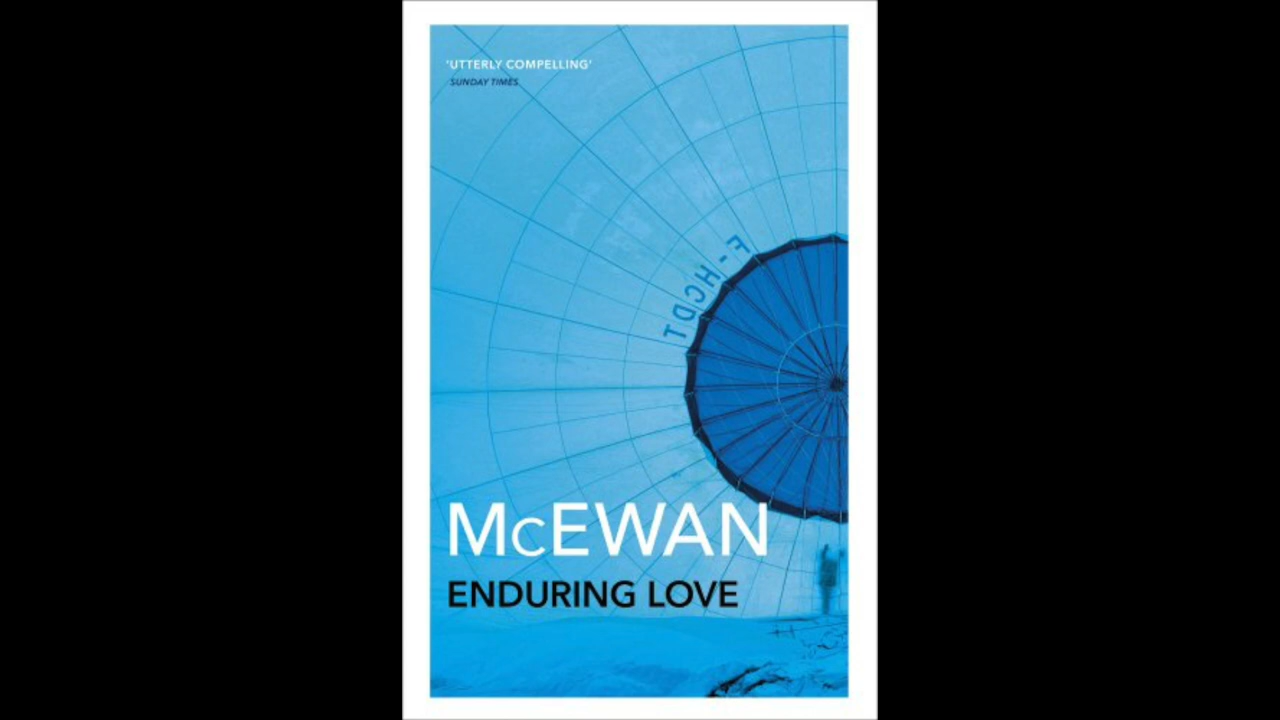 'UTTERLY COMPELLING'
SUNDAY TIMES
F-HCDT
McEWAN
ENDURING LOVE